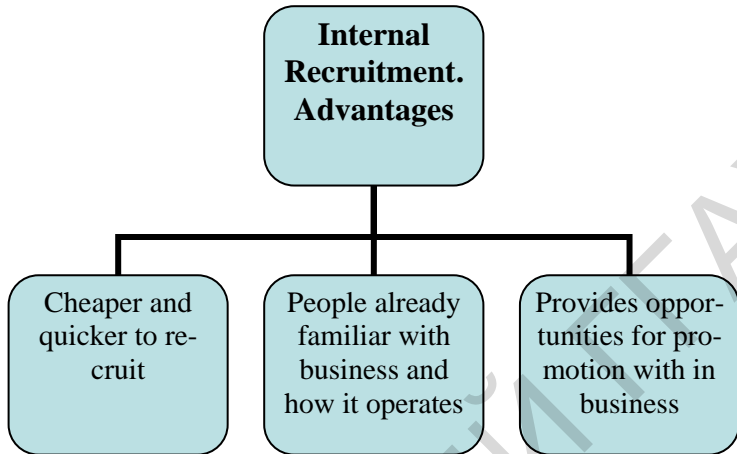 Internal
Recruitment.
Advantages
Cheaper and
quicker to re-
cruit
People already
familiar with
business and
how it operates
Provides oppor-
tunities for pro-
motion with in
business